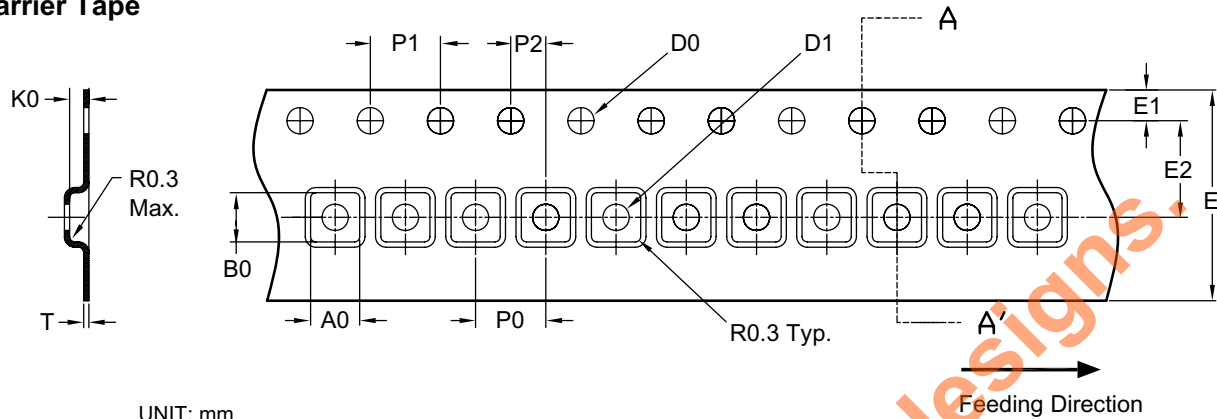 arrier Tape
P1
P2
D0
D1
A
K0
E1
R0.3
Max.
E2
E
B0
T
A0
P0
R0.3 Typ.
A'
Feeding Direction
UNIT: mm
designs.